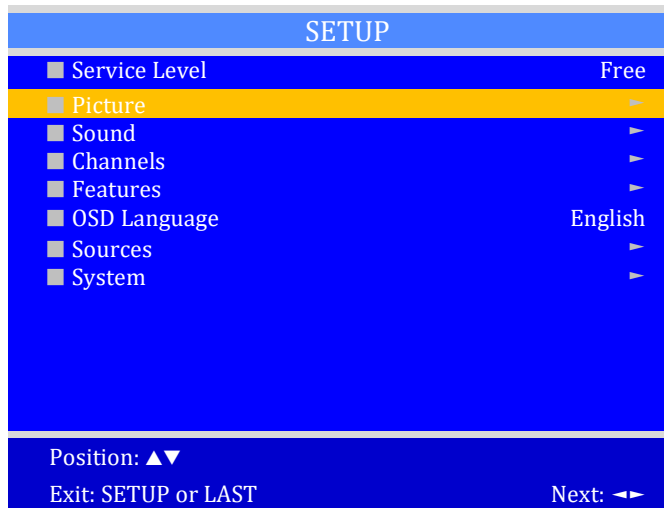 SETUP
Service Level Free
Picture ►
Sound ►
Channels ►
Features ►
OSD Language English
Sources ►
System ►
Position: ▲▼
Exit: SETUP or LAST Next: ◄►